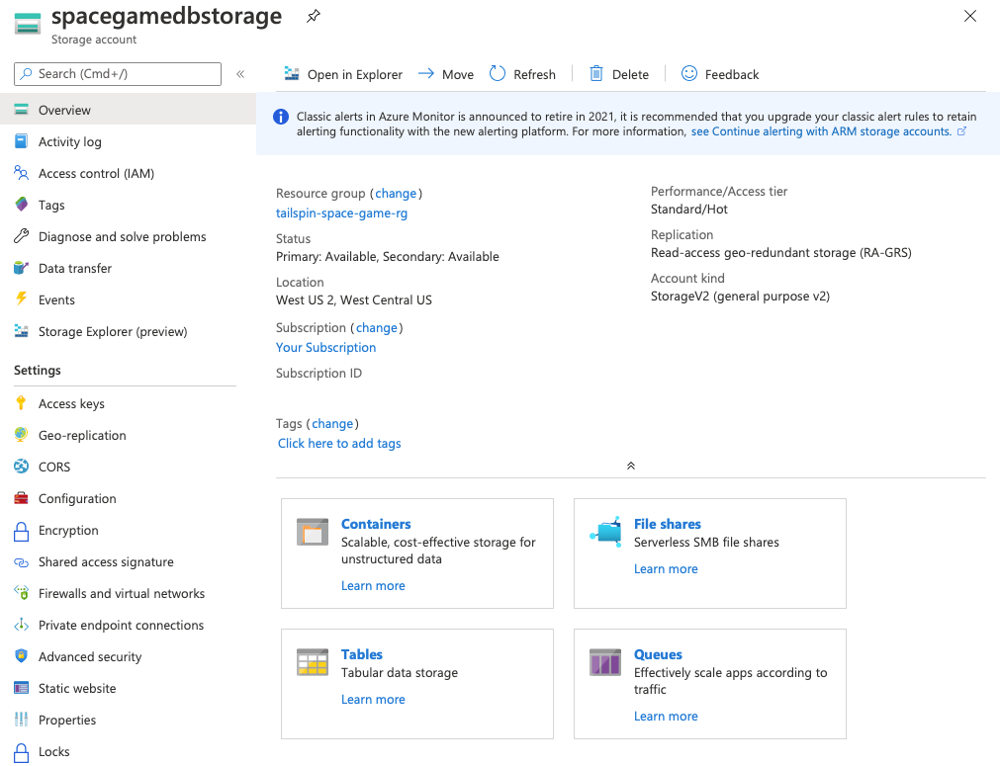 spacegamedbstorage
Storage account
Search (Cmd+/)
«
Overview
Activity log
Access control (IAM)
Tags
Diagnose and solve problems
Data transfer
Events
Storage Explorer (preview)
Settings
Access keys
Geo-replication
CORS
Configuration
Encryption
Shared access signature
Firewalls and virtual networks
Private endpoint connections
Advanced security
Static website
Properties
Locks
Open in Explorer
Move
Refresh
Delete
Feedback
Classic alerts in Azure Monitor is announced to retire in 2021, it is recommended that you upgrade your classic alert rules to retain
alerting functionality with the new alerting platform. For more information, see Continue alerting with ARM storage accounts.
Resource group (change)
tailspin-space-game-rg
Status
Primary: Available, Secondary: Available
Location
West US 2, West Central US
Subscription (change)
Your Subscription
Subscription ID
Tags (change)
Click here to add tags
Performance/Access tier
Standard/Hot
Replication
Read-access geo-redundant storage (RA-GRS)
Account kind
StorageV2 (general purpose v2)
Containers
Scalable, cost-effective storage for
unstructured data
Learn more
File shares
Serverless SMB file shares
Learn more
Tables
Tabular data storage
Learn more
Queues
Effectively scale apps according to
traffic
Learn more